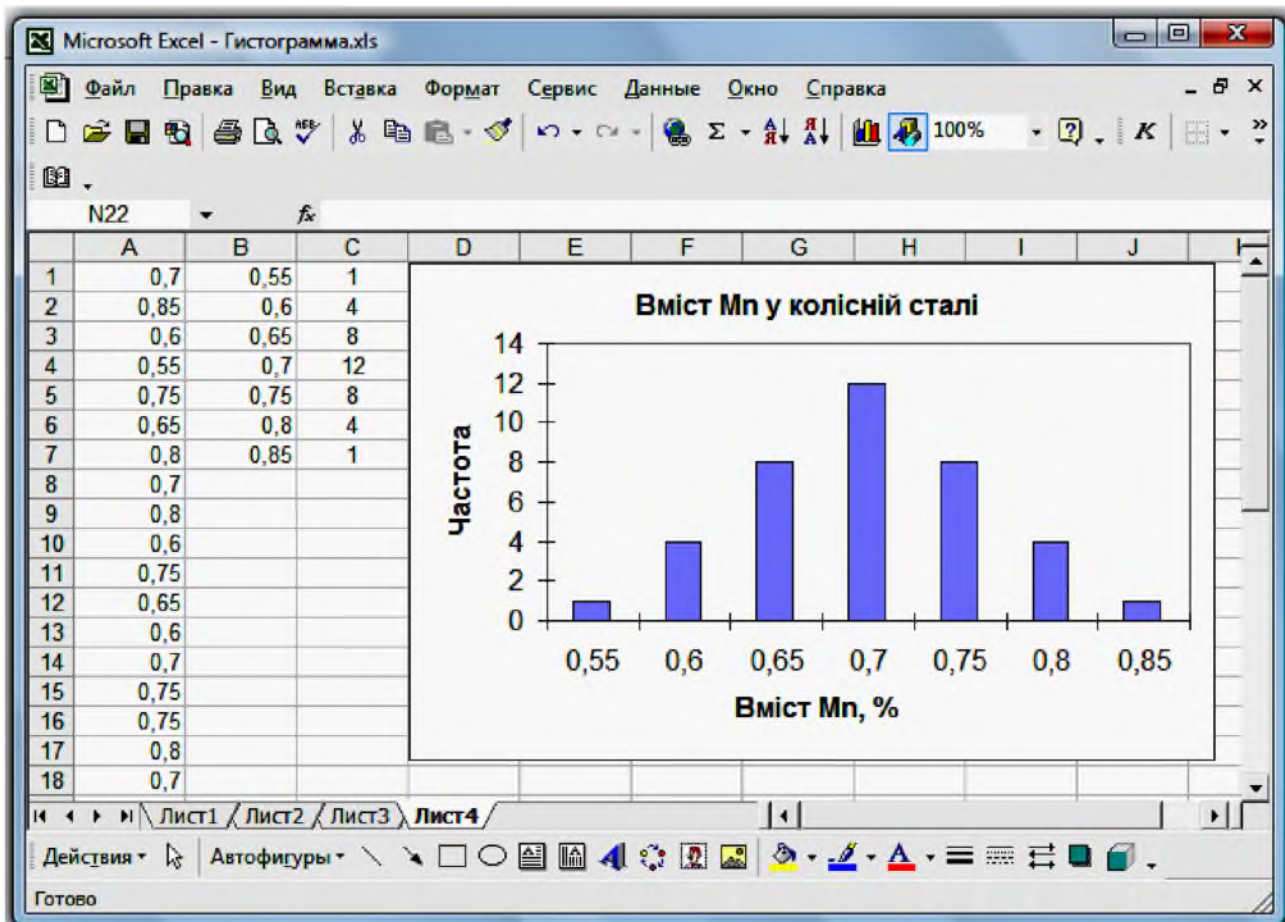 Microsoft Excel - Гистограмма.xls
Файл Правка Вид Вставка Формат Сервис Данные Окно Справка
100% К
N22 fx
A B C D E F G H I J
1 0,7 0,55 1
2 0,85 0,6 4
3 0,6 0,65 8
4 0,55 0,7 12
5 0,75 0,75 8
6 0,65 0,8 4
7 0,8 0,85 1
8 0,7
9 0,8
10 0,6
11 0,75
12 0,65
13 0,6
14 0,7
15 0,75
16 0,75
17 0,8
18 0,7
Вміст Mn у колісній сталі
Частота
14
12
10
8
6
4
2
0
0,55 0,6 0,65 0,7 0,75 0,8 0,85
Вміст Mn, %
Лист1 Лист2 Лист3 Лист4
Действия Автофигуры
Готово